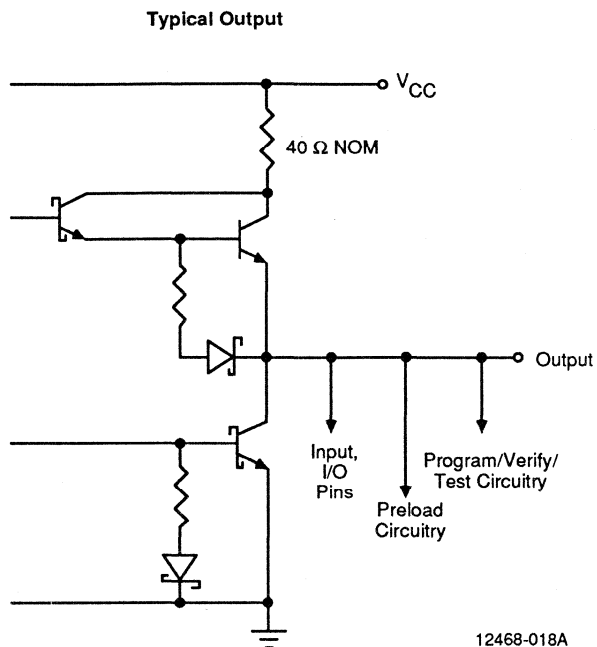 Typical Output
VCC
40 Ω NOM
Output
Input,
I/O
Pins
Program/Verify/
Test Circuitry
Preload
Circuitry
12468-018A